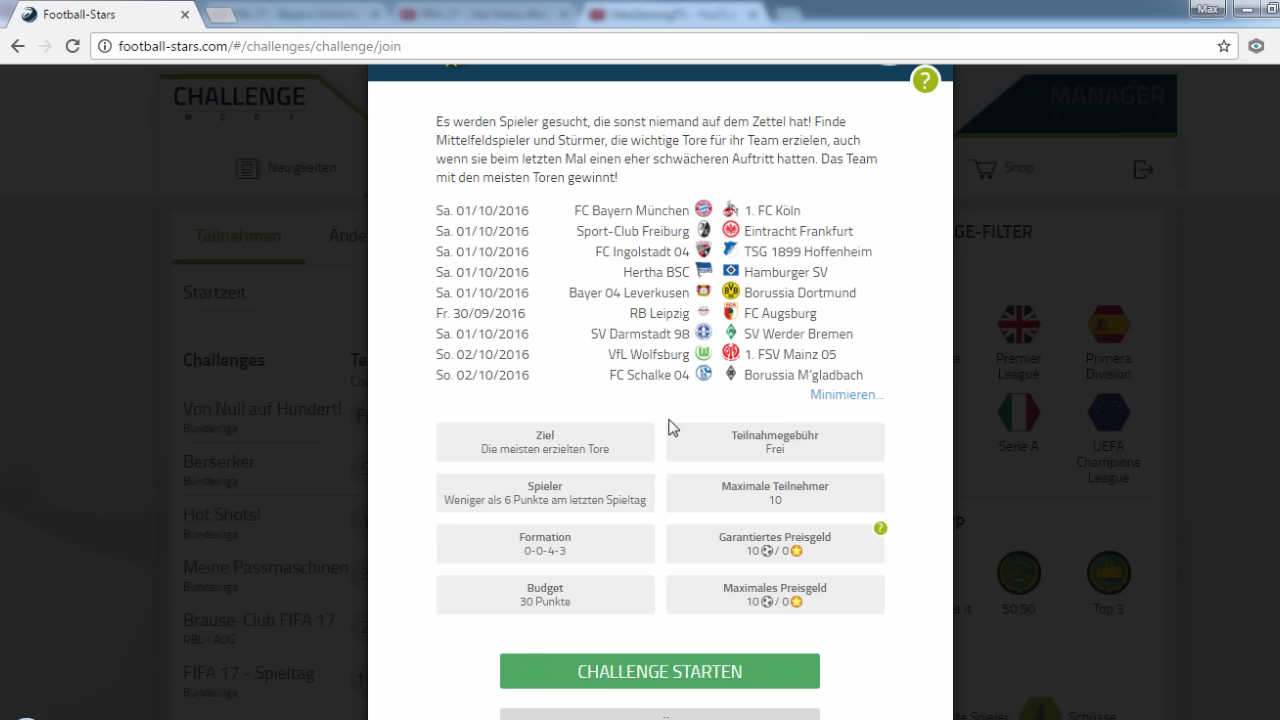 Football-Stars
Max
football-stars.com/#/challenges/challenge/join
CHALLENGE
MANAGER
?
Neuigkeiten
Shop
Es werden Spieler gesucht, die sonst niemand auf dem Zettel hat! Finde
Mittelfeldspieler und Stürmer, die wichtige Tore für ihr Team erzielen, auch
wenn sie beim letzten Mal einen eher schwächeren Auftritt hatten. Das Team
mit den meisten Toren gewinnt!
Sa. 01/10/2016 FC Bayern München 1. FC Köln
Sa. 01/10/2016 Sport-Club Freiburg Eintracht Frankfurt
Sa. 01/10/2016 FC Ingolstadt 04 TSG 1899 Hoffenheim
Sa. 01/10/2016 Hertha BSC Hamburger SV
Sa. 01/10/2016 Bayer 04 Leverkusen Borussia Dortmund
Fr. 30/09/2016 RB Leipzig FC Augsburg
Sa. 01/10/2016 SV Darmstadt 98 SV Werder Bremen
So. 02/10/2016 VfL Wolfsburg 1. FSV Mainz 05
So. 02/10/2016 FC Schalke 04 Borussia M'gladbach
Minimieren...
Ziel
Die meisten erzielten Tore
Teilnahmegebühr
Frei
Spieler
Weniger als 6 Punkte am letzten Spieltag
Maximale Teilnehmer
10
Formation
0-0-4-3
Garantiertes Preisgeld
10 / 0
?
Budget
30 Punkte
Maximales Preisgeld
10 / 0
CHALLENGE STARTEN
Teilnahmen
Startzeit
Challenges
Von Null auf Hundert!
Bundesliga
Berserker
Bundesliga
Hot Shots!
Bundesliga
Meine Passmaschinen
Bundesliga
Brause-Club FIFA 17
RBL - AUG
FIFA 17 - Spieltag
Bundesliga
GE-FILTER
Premier
League
Primera
Division
Serie A
UEFA
Champions
League
50:50
Top 3
Schüsse